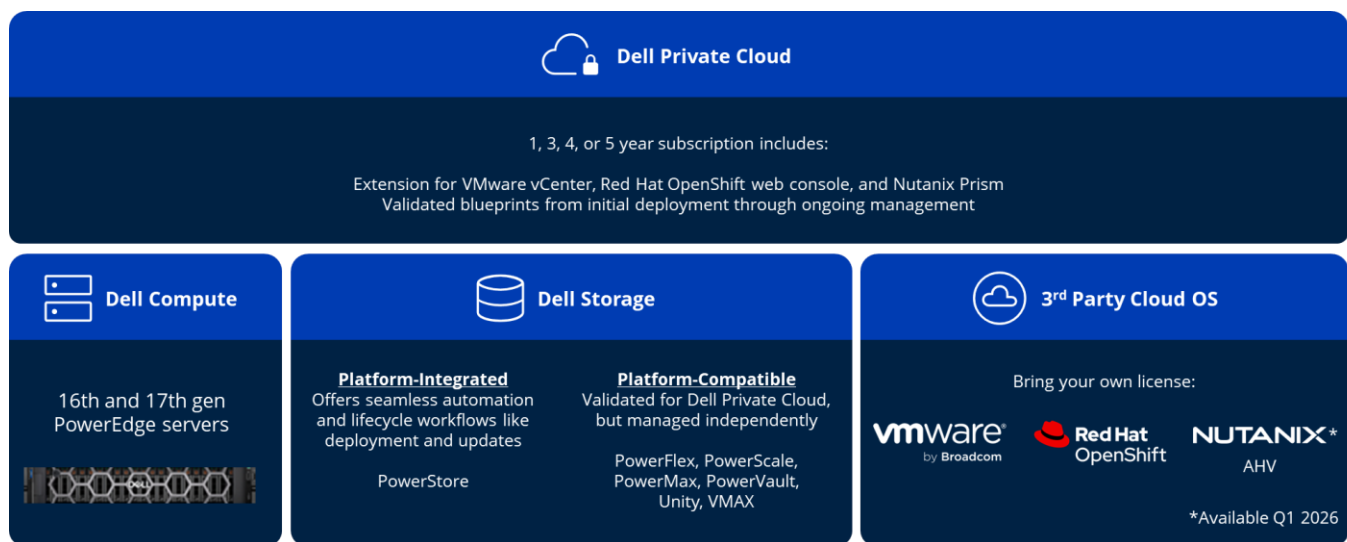 Dell Private Cloud
1, 3, 4, or 5 year subscription includes:
Extension for VMware vCenter, Red Hat OpenShift web console, and Nutanix Prism
Validated blueprints from initial deployment through ongoing management
Dell Compute
16th and 17th gen
PowerEdge servers
DELL
Dell Storage
Platform-Integrated
Offers seamless automation
and lifecycle workflows like
deployment and updates
PowerStore
Platform-Compatible
Validated for Dell Private Cloud,
but managed independently
PowerFlex, PowerScale,
PowerMax, PowerVault,
Unity, VMAX
3rd Party Cloud OS
Bring your own license:
vmware®
by Broadcom
Red Hat
OpenShift
NUTANIX*
AHV
*Available Q1 2026